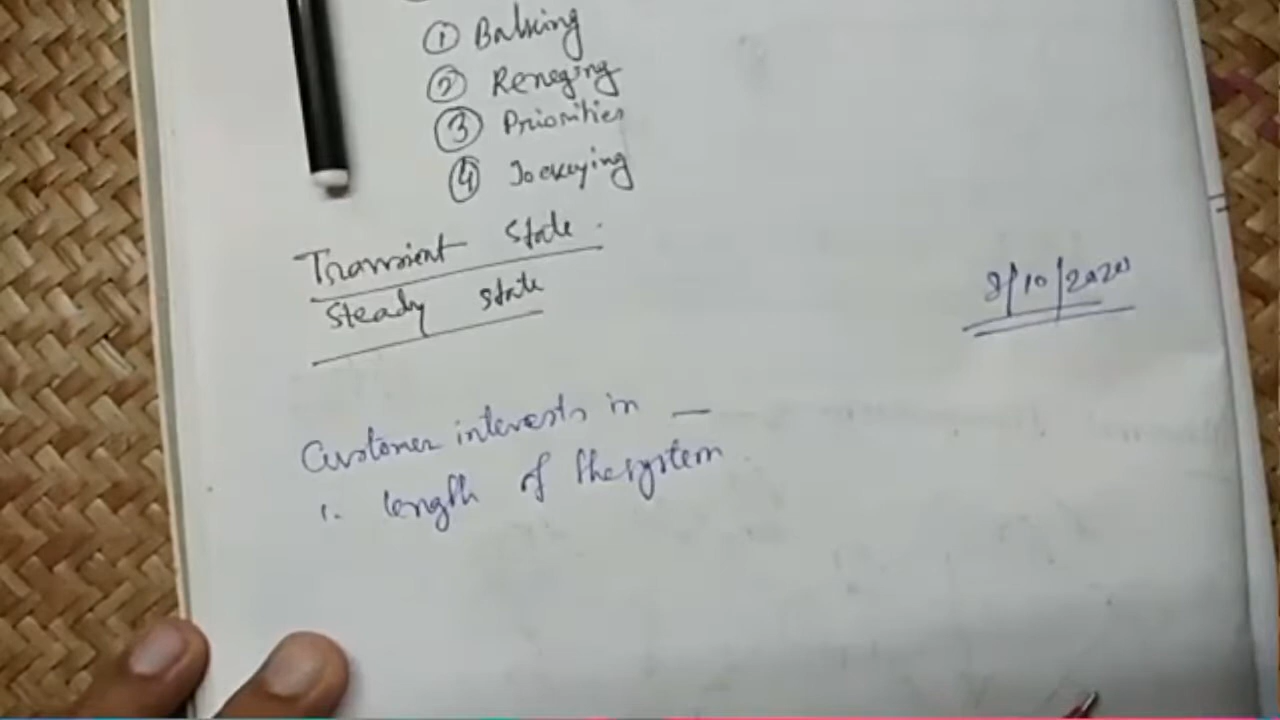 ① Balking
② Reneging
③ Priorities
④ Jockeying
Transient state.
Steady state
8/10/2020
Customer interests in —
1. length of the system